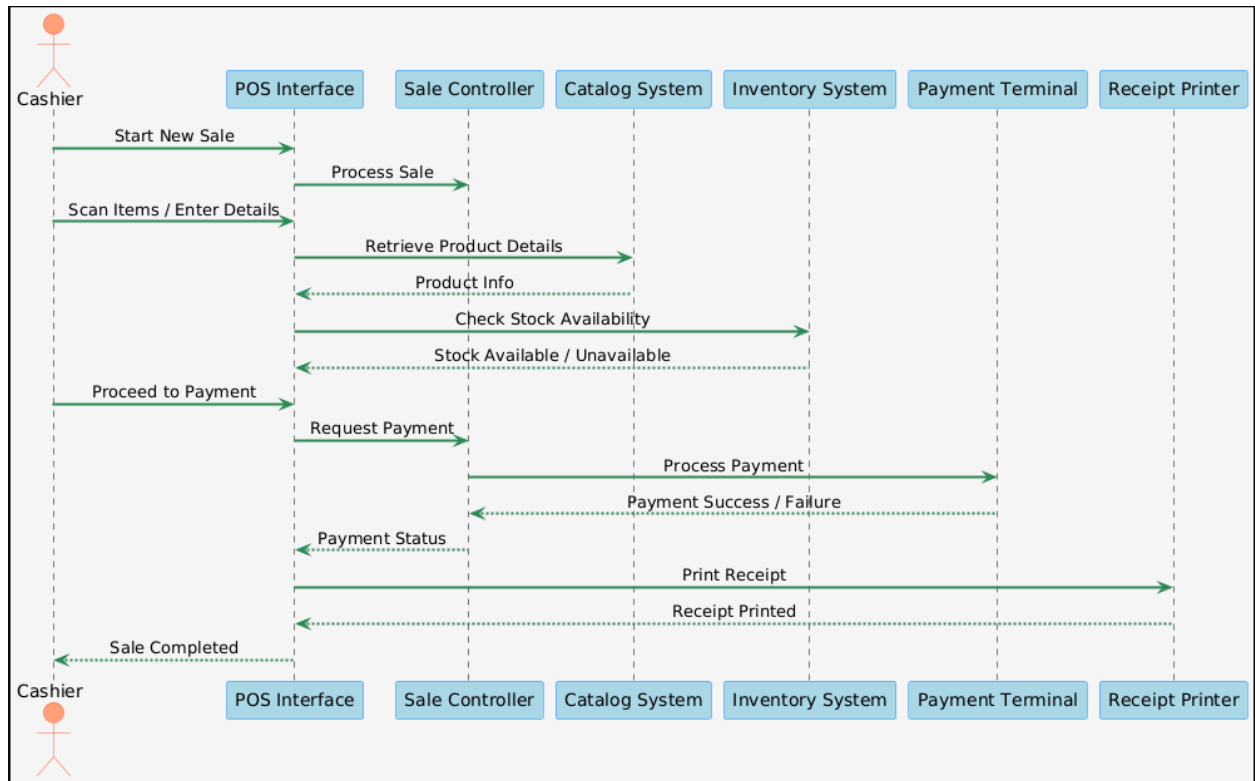 Cashier
POS Interface
Sale Controller
Catalog System
Inventory System
Payment Terminal
Receipt Printer
Start New Sale
Process Sale
Scan Items / Enter Details
Retrieve Product Details
Product Info
Check Stock Availability
Stock Available / Unavailable
Proceed to Payment
Request Payment
Process Payment
Payment Success / Failure
Payment Status
Print Receipt
Receipt Printed
Sale Completed
Cashier
POS Interface
Sale Controller
Catalog System
Inventory System
Payment Terminal
Receipt Printer